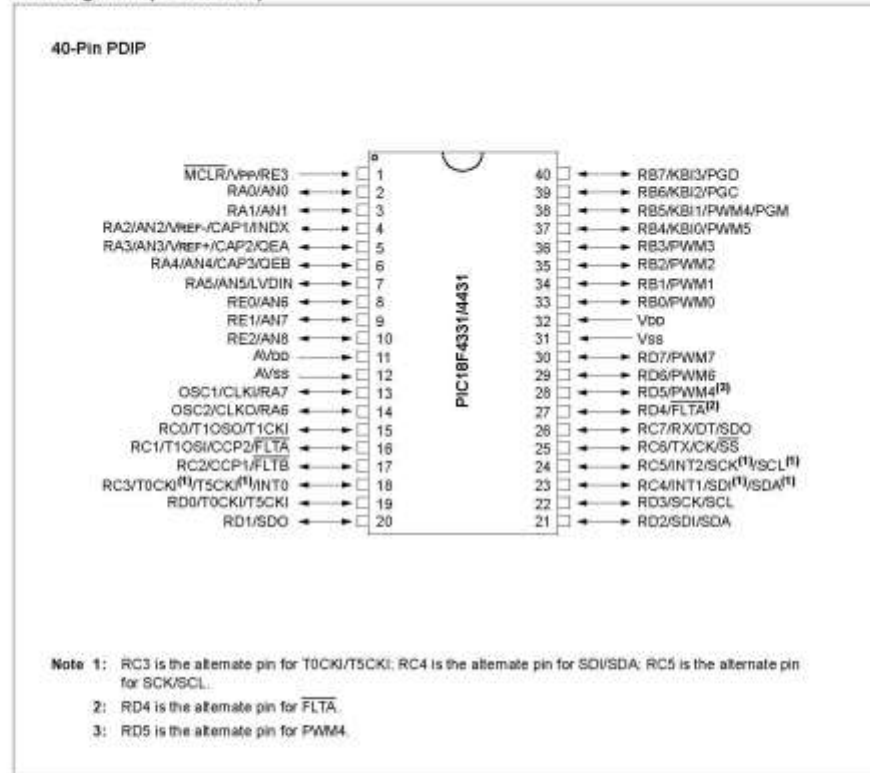 40-Pin PDIP
MCLR/VPP/RE3 1
RA0/AN0 2
RA1/AN1 3
RA2/AN2/VREF-/CAP1/INDX 4
RA3/AN3/VREF+/CAP2/QEA 5
RA4/AN4/CAP3/QEB 6
RA5/AN5/LVDIN 7
RE0/AN6 8
RE1/AN7 9
RE2/AN8 10
AVDD 11
AVSS 12
OSC1/CLKI/RA7 13
OSC2/CLKO/RA6 14
RC0/T1OSO/T1CKI 15
RC1/T1OSI/CCP2/FLTA 16
RC2/CCP1/FLTB 17
RC3/T0CKI(1)/T5CKI(1)/INT0 18
RD0/T0CKI/T5CKI 19
RD1/SDO 20
PIC18F4331/4431
40 RB7/KBI3/PGD
39 RB6/KBI2/PGC
38 RB5/KBI1/PWM4/PGM
37 RB4/KBI0/PWM5
36 RB3/PWM3
35 RB2/PWM2
34 RB1/PWM1
33 RB0/PWM0
32 VDD
31 VSS
30 RD7/PWM7
29 RD6/PWM6
28 RD5/PWM4(3)
27 RD4/FLTA(2)
26 RC7/RX/DT/SDO
25 RC6/TX/CK/SS
24 RC5/INT2/SCK(1)/SCL(1)
23 RC4/INT1/SDI(1)/SDA(1)
22 RD3/SCK/SCL
21 RD2/SDI/SDA
Note 1: RC3 is the alternate pin for T0CKI/T5CKI; RC4 is the alternate pin for SDI/SDA; RC5 is the alternate pin
for SCK/SCL.
2: RD4 is the alternate pin for FLTA.
3: RD5 is the alternate pin for PWM4.